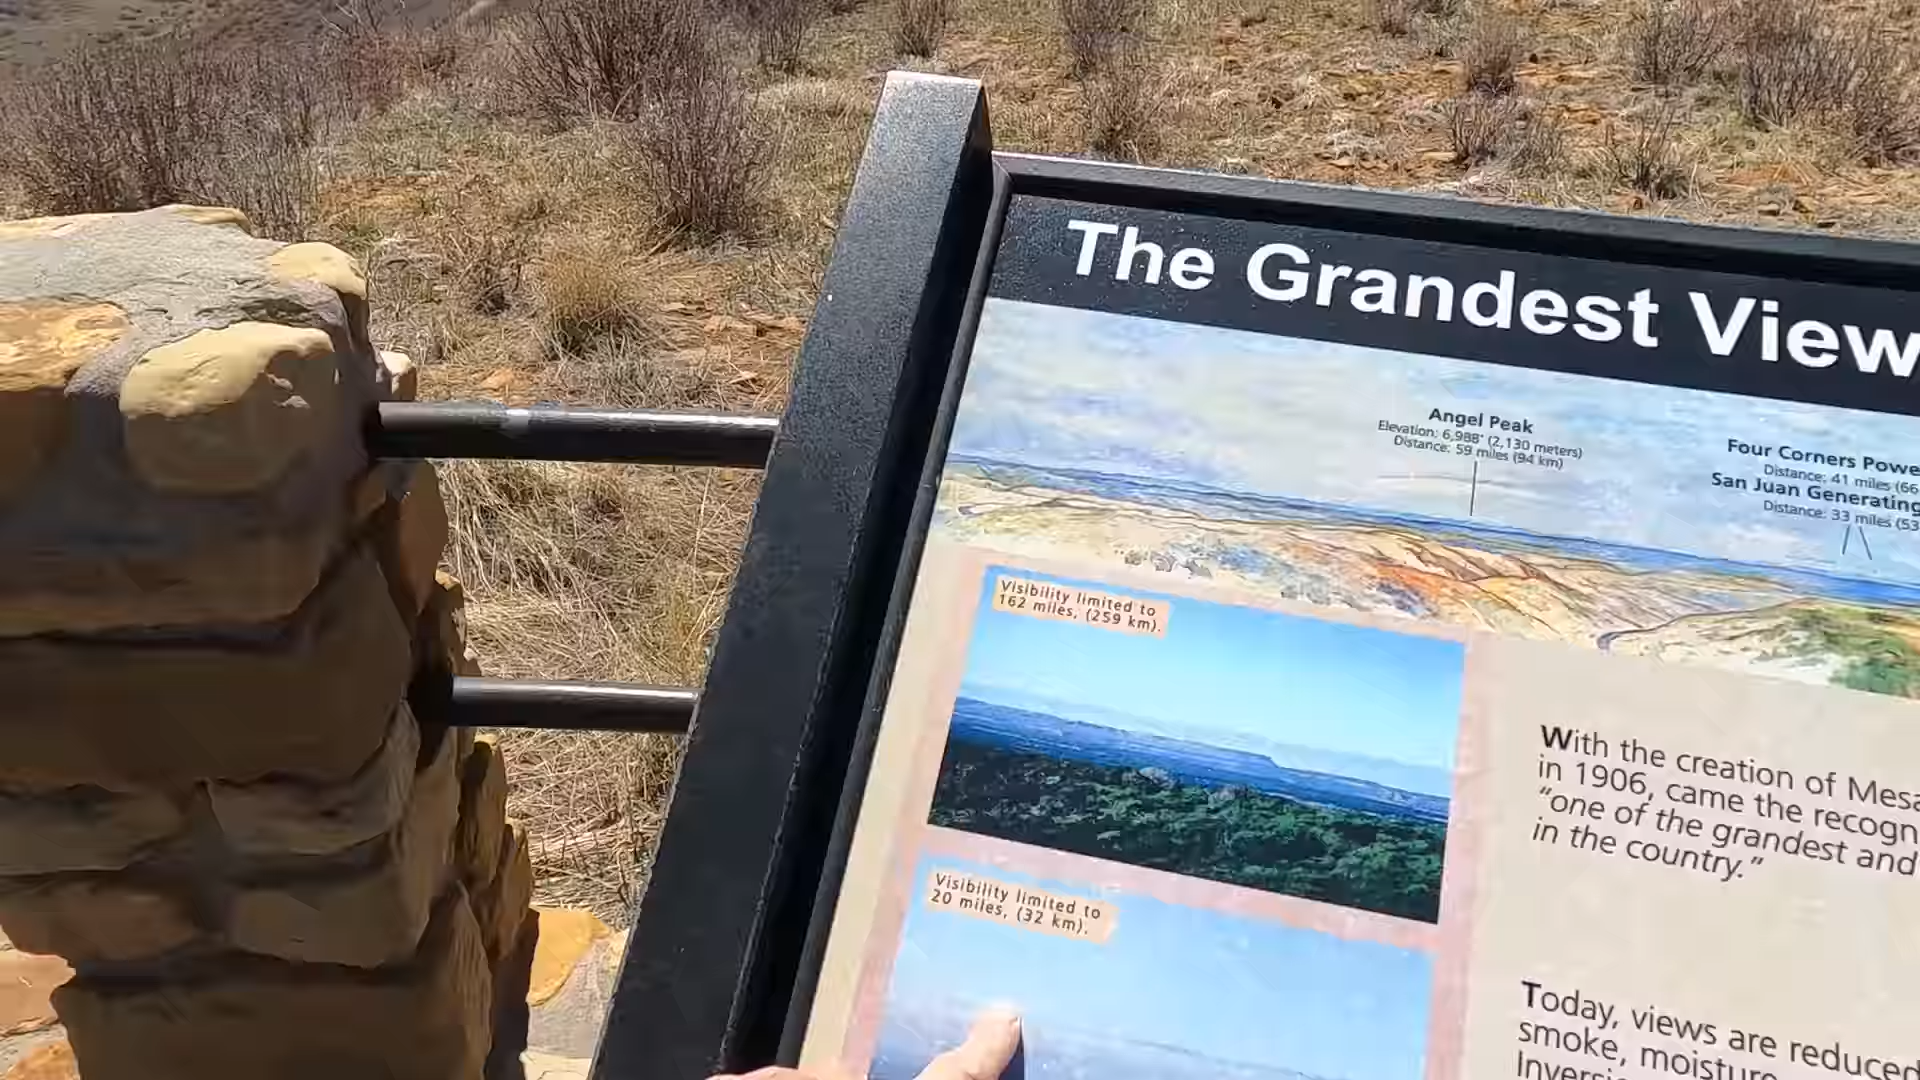 The Grandest View
Angel Peak
Elevation: 6,988' (2,130 meters)
Distance: 59 miles (94 km)
Four Corners Powe
Distance: 41 miles (66
San Juan Generating
Distance: 33 miles (53
Visibility limited to
162 miles, (259 km).
Visibility limited to
20 miles, (32 km).
With the creation of Mesa
in 1906, came the recogn
"one of the grandest and
in the country."
Today, views are reduced
smoke, moisture
Inversi